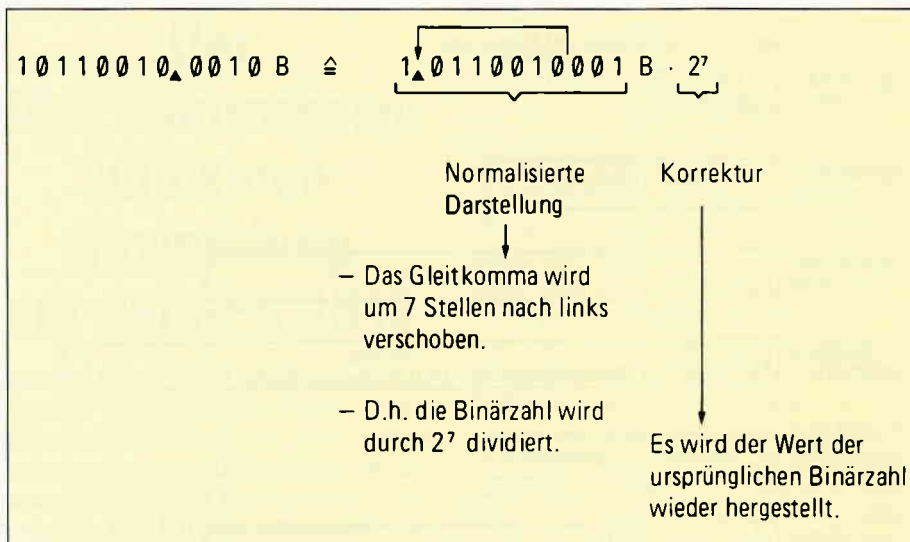 10110010▲0010 B ≙ 1▲0110010001 B · 2⁷
Normalisierte Korrektur
Darstellung
– Das Gleitkomma wird
um 7 Stellen nach links
verschoben.
– D.h. die Binärzahl wird
durch 2⁷ dividiert.
Es wird der Wert der
ursprünglichen Binärzahl
wieder hergestellt.